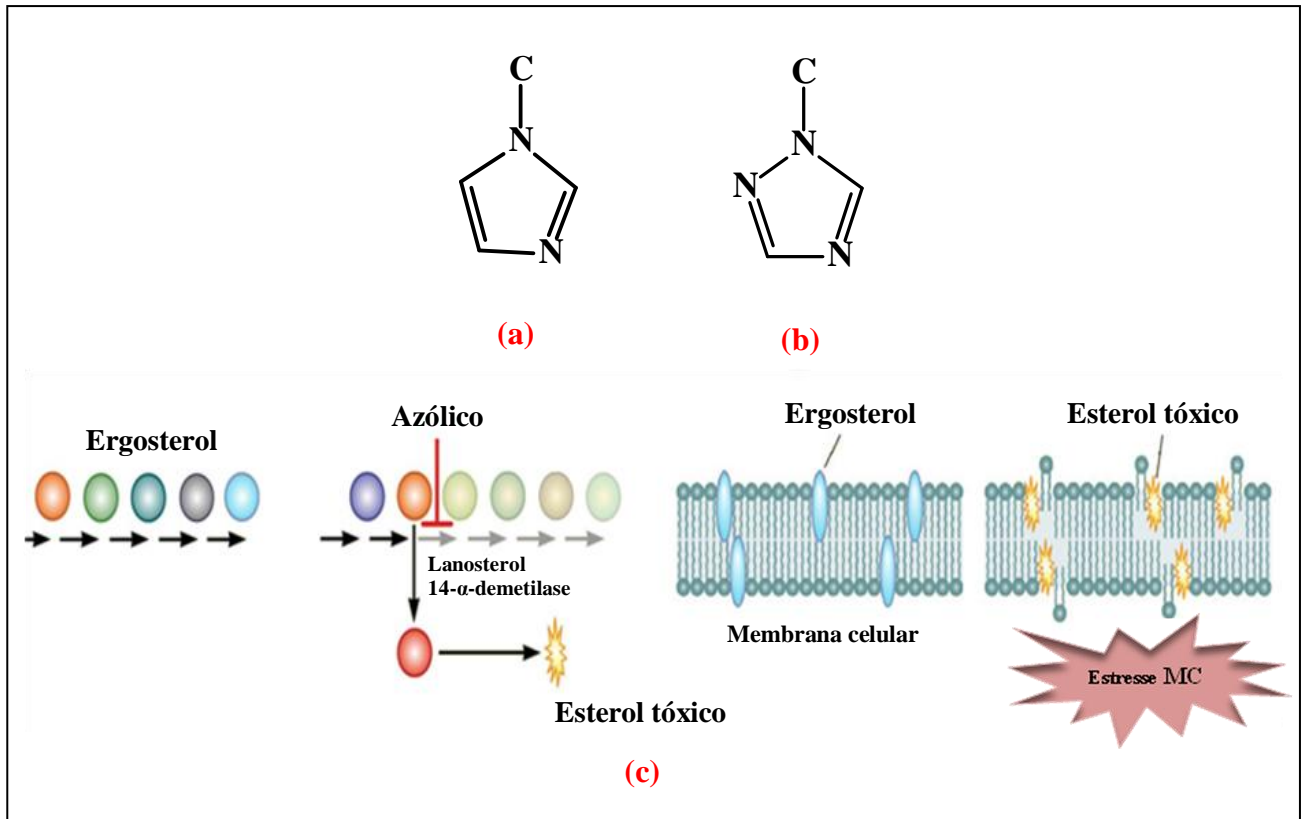 C
N
N
(a)
C
N
N
N
(b)
Ergosterol
Azólico
Lanosterol
14-α-demetilase
Esterol tóxico
Ergosterol
Membrana celular
Esterol tóxico
Estresse MC
(c)